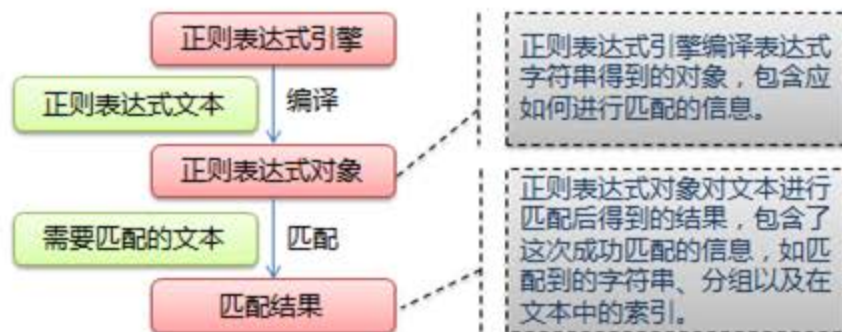 正则表达式引擎
正则表达式文本
编译
正则表达式对象
需要匹配的文本
匹配
匹配结果
正则表达式引擎编译表达式
字符串得到的对象，包含应
如何进行匹配的信息。
正则表达式对象对文本进行
匹配后得到的结果，包含了
这次成功匹配的信息，如匹
配到的字符串、分组以及在
文本中的索引。